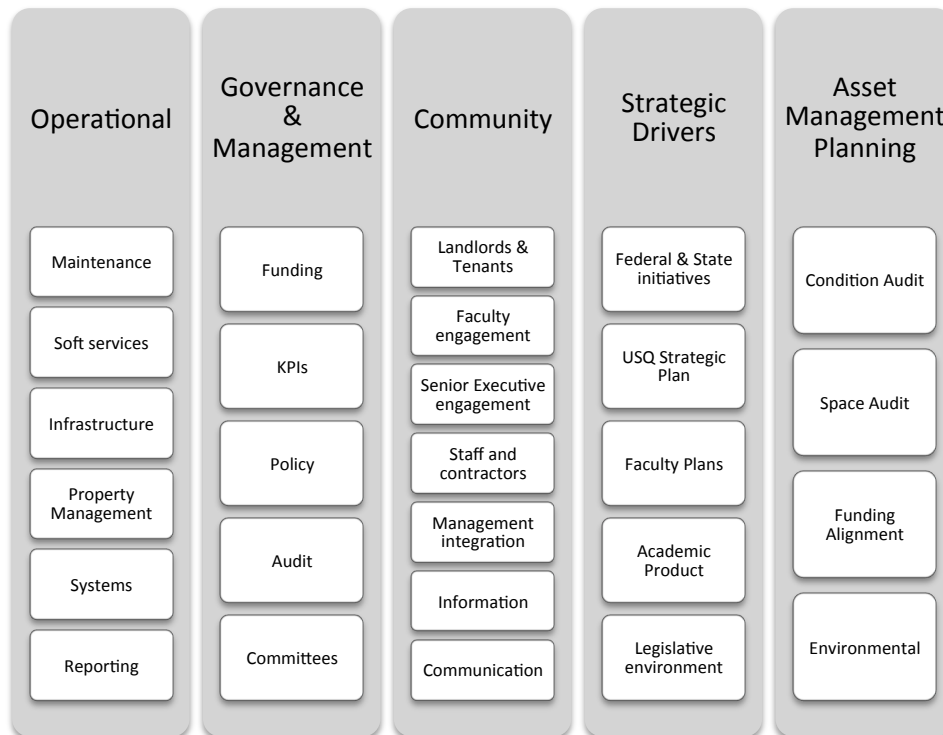 Operational
Maintenance
Soft services
Infrastructure
Property
Management
Systems
Reporting
Governance
&
Management
Funding
KPIs
Policy
Audit
Committees
Community
Landlords &
Tenants
Faculty
engagement
Senior Executive
engagement
Staff and
contractors
Management
integration
Information
Communication
Strategic
Drivers
Federal & State
initiatives
USQ Strategic
Plan
Faculty Plans
Academic
Product
Legislative
environment
Asset
Management
Planning
Condition Audit
Space Audit
Funding
Alignment
Environmental